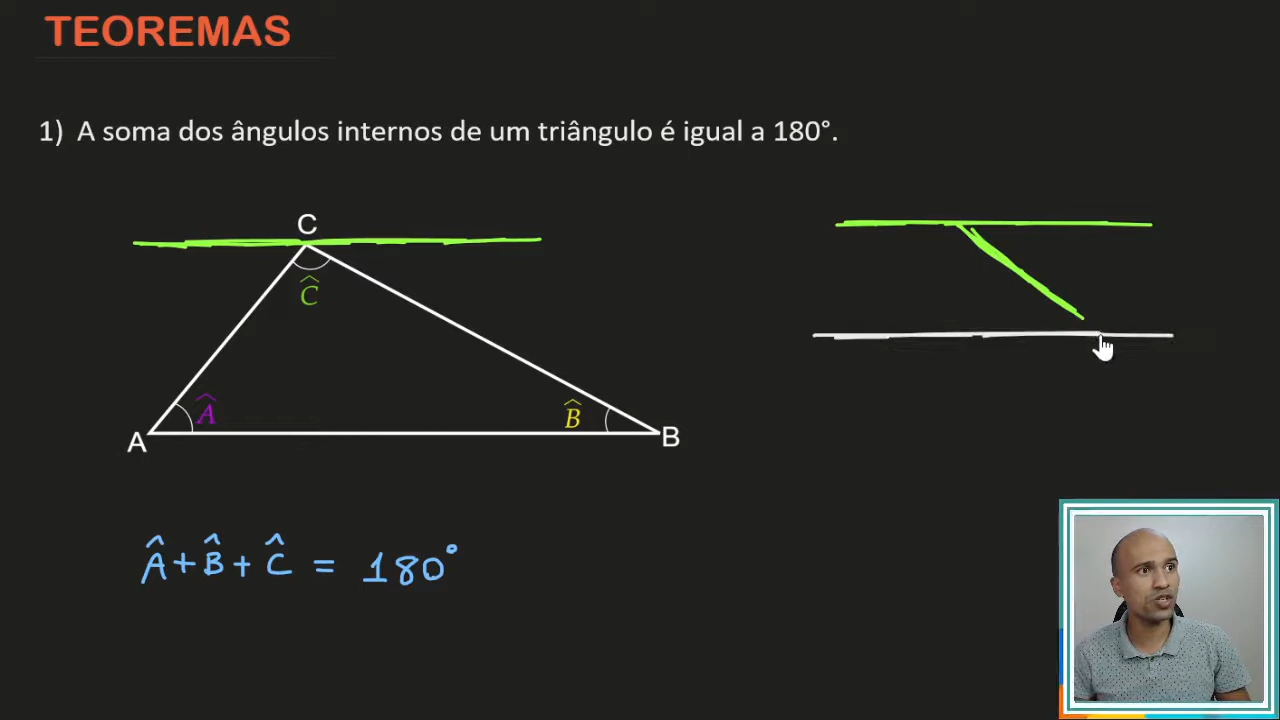 TEOREMAS
1) A soma dos ângulos internos de um triângulo é igual a 180°.
C
Ĉ
Â
B̂
A
B
Â + B̂ + Ĉ = 180°